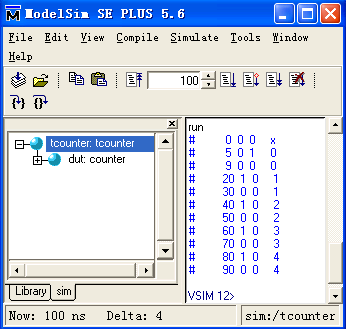 ModelSim SE PLUS 5.6
File Edit View Compile Simulate Tools Window
Help
100
tcounter: tcounter
dut: counter
Library sim
run
# 0 0 0 x
# 5 0 1 0
# 9 0 0 0
# 20 1 0 1
# 30 0 0 1
# 40 1 0 2
# 50 0 0 2
# 60 1 0 3
# 70 0 0 3
# 80 1 0 4
# 90 0 0 4
VSIM 12>
Now: 100 ns Delta: 4 sim:/tcounter